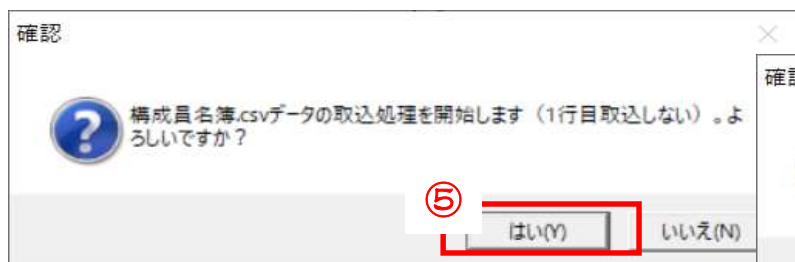 確認
確
構成員名簿.csvデータの取込処理を開始します（1行目取込しない）。よ
ろしいですか？
⑤
はい(Y)
いいえ(N)